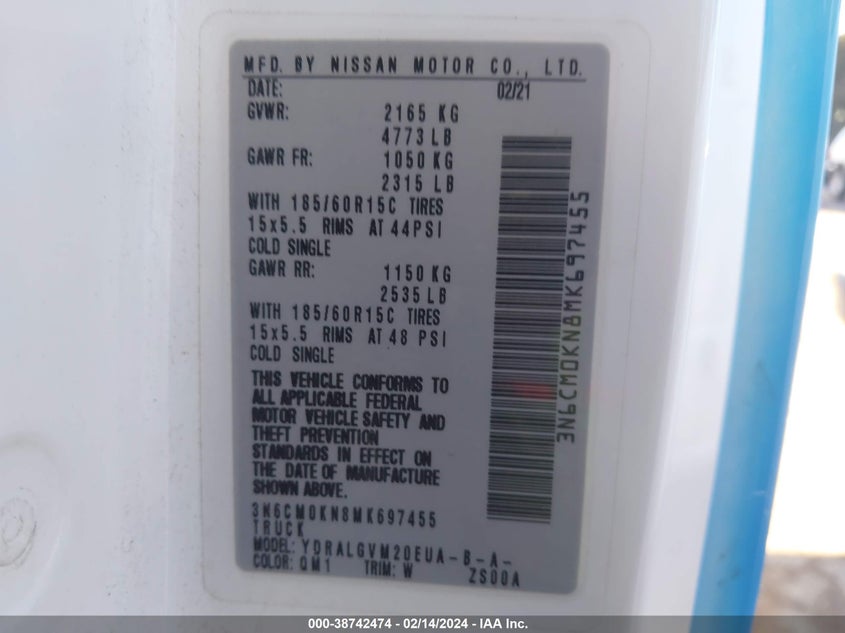 MFD. BY NISSAN MOTOR CO., LTD.
DATE: 02/21
GVWR: 2165 KG
4773 LB
GAWR FR: 1050 KG
2315 LB
WITH 185/60R15C TIRES
15x5.5 RIMS AT 44PSI
COLD SINGLE
GAWR RR: 1150 KG
2535 LB
WITH 185/60R15C TIRES
15x5.5 RIMS AT 48 PSI
COLD SINGLE
THIS VEHICLE CONFORMS TO
ALL APPLICABLE FEDERAL
MOTOR VEHICLE SAFETY AND
THEFT PREVENTION
STANDARDS IN EFFECT ON
THE DATE OF MANUFACTURE
SHOWN ABOVE.
3N6CM0KN8MK697455
TRUCK
MODEL: YDRALGVM20EUA-B-A-
COLOR: QM1 TRIM: W ZS00A
3N6CM0KN8MK697455
000-38742474 - 02/14/2024 - IAA Inc.